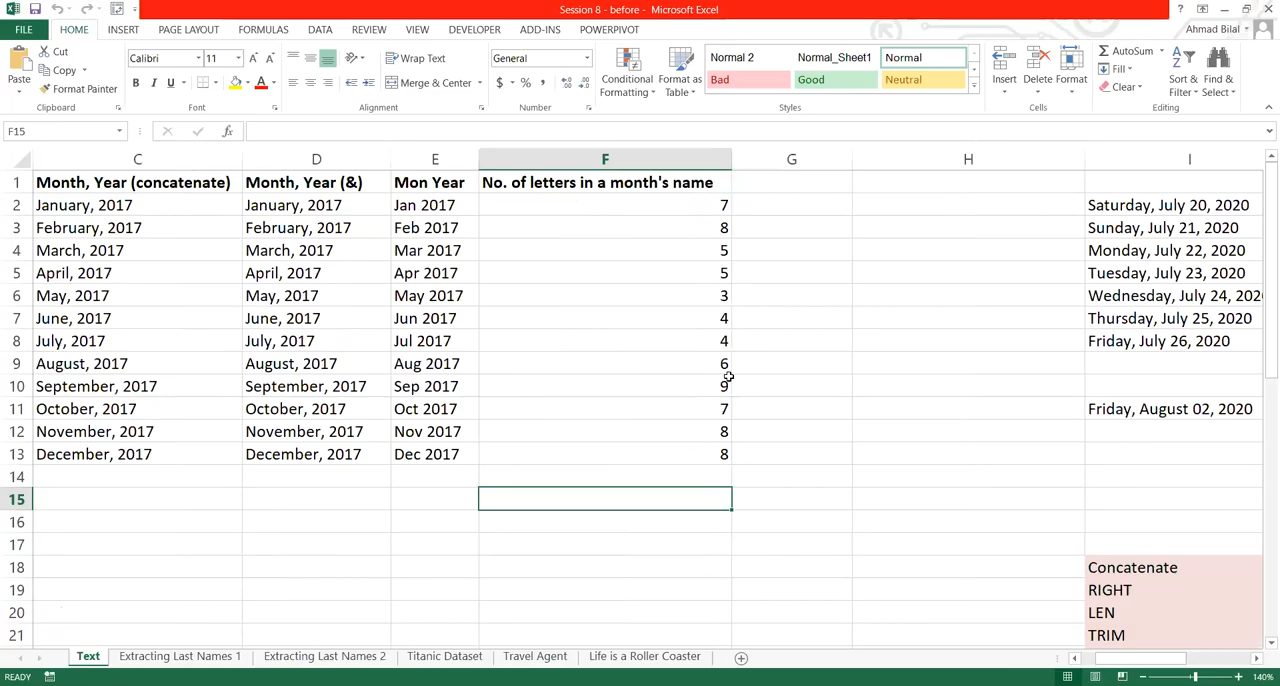 Session 8 - before - Microsoft Excel
FILE HOME INSERT PAGE LAYOUT FORMULAS DATA REVIEW VIEW DEVELOPER ADD-INS POWERPIVOT Ahmad Bilal
Cut
Copy
Format Painter
Paste
Calibri 11
B I U
A A
Wrap Text
Merge & Center
General
$ % ,
Conditional Formatting
Format as Table
Normal 2 Normal_Sheet1 Normal
Bad Good Neutral
Insert Delete Format
AutoSum
Fill
Clear
Sort & Filter
Find & Select
Clipboard Font Alignment Number Styles Cells Editing
F15 fx
C D E F G H I
1 Month, Year (concatenate) Month, Year (&) Mon Year No. of letters in a month's name
2 January, 2017 January, 2017 Jan 2017 7 Saturday, July 20, 2020
3 February, 2017 February, 2017 Feb 2017 8 Sunday, July 21, 2020
4 March, 2017 March, 2017 Mar 2017 5 Monday, July 22, 2020
5 April, 2017 April, 2017 Apr 2017 5 Tuesday, July 23, 2020
6 May, 2017 May, 2017 May 2017 3 Wednesday, July 24, 202
7 June, 2017 June, 2017 Jun 2017 4 Thursday, July 25, 2020
8 July, 2017 July, 2017 Jul 2017 4 Friday, July 26, 2020
9 August, 2017 August, 2017 Aug 2017 6
10 September, 2017 September, 2017 Sep 2017 9
11 October, 2017 October, 2017 Oct 2017 7 Friday, August 02, 2020
12 November, 2017 November, 2017 Nov 2017 8
13 December, 2017 December, 2017 Dec 2017 8
14
15
16
17
18 Concatenate
19 RIGHT
20 LEN
21 TRIM
Text Extracting Last Names 1 Extracting Last Names 2 Titanic Dataset Travel Agent Life is a Roller Coaster
READY 140%